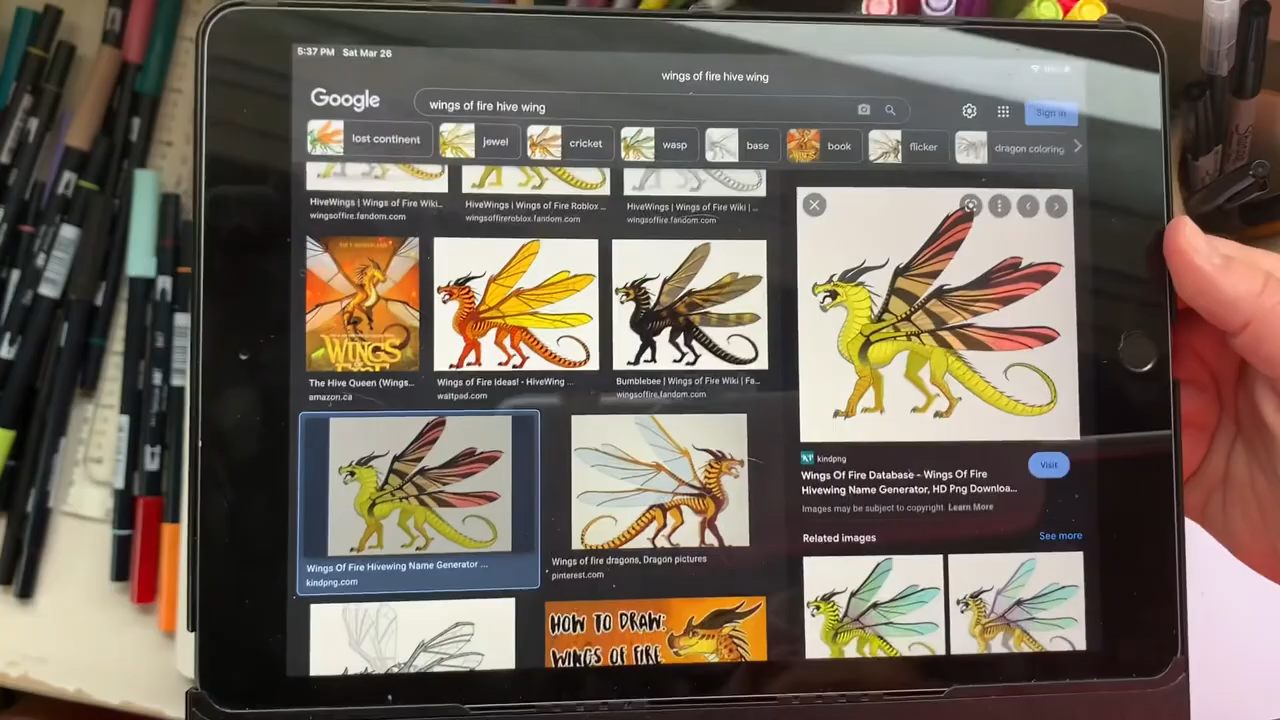 5:37 PM Sat Mar 26
wings of fire hive wing
Google
wings of fire hive wing
Sign in
lost continent
jewel
cricket
wasp
base
book
flicker
dragon coloring
HiveWings | Wings of Fire Wiki...
wingsoffire.fandom.com
HiveWings | Wings of Fire Roblox ...
wingsoffireroblox.fandom.com
HiveWings | Wings of Fire Wiki | ...
wingsoffire.fandom.com
WINGS
The Hive Queen (Wings...
amazon.ca
Wings of Fire Ideas! - HiveWing ...
wattpad.com
Bumblebee | Wings of Fire Wiki | Fa...
wingsoffire.fandom.com
Wings Of Fire Hivewing Name Generator ...
kindpng.com
Wings of fire dragons, Dragon pictures
pinterest.com
HOW TO DRAW:
WINGS OF FIRE
kindpng
Wings Of Fire Database - Wings Of Fire
Hivewing Name Generator, HD Png Downloa...
Visit
Images may be subject to copyright. Learn More
Related images
See more